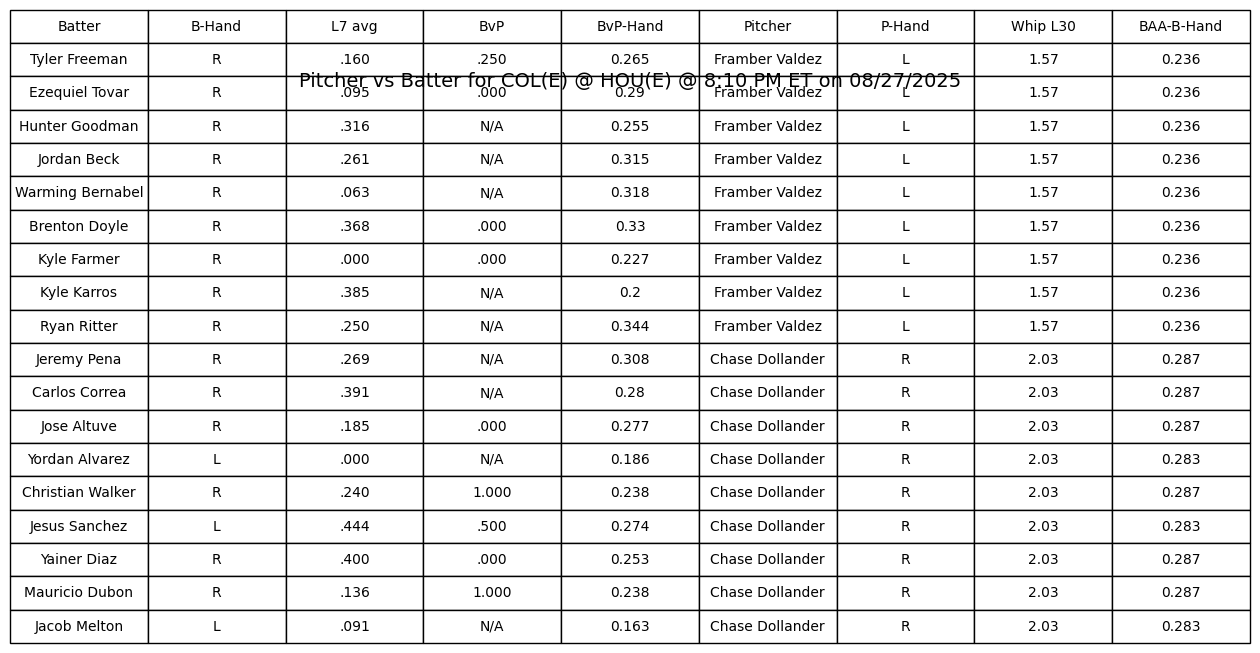 Batter B-Hand L7 avg BvP BvP-Hand Pitcher P-Hand Whip L30 BAA-B-Hand
Tyler Freeman R .160 .250 0.265 Framber Valdez L 1.57 0.236
Pitcher vs Batter for COL(E) @ HOU(E) @ 8:10 PM ET on 08/27/2025
Ezequiel Tovar R .095 .000 0.29 Framber Valdez L 1.57 0.236
Hunter Goodman R .316 N/A 0.255 Framber Valdez L 1.57 0.236
Jordan Beck R .261 N/A 0.315 Framber Valdez L 1.57 0.236
Warming Bernabel R .063 N/A 0.318 Framber Valdez L 1.57 0.236
Brenton Doyle R .368 .000 0.33 Framber Valdez L 1.57 0.236
Kyle Farmer R .000 .000 0.227 Framber Valdez L 1.57 0.236
Kyle Karros R .385 N/A 0.2 Framber Valdez L 1.57 0.236
Ryan Ritter R .250 N/A 0.344 Framber Valdez L 1.57 0.236
Jeremy Pena R .269 N/A 0.308 Chase Dollander R 2.03 0.287
Carlos Correa R .391 N/A 0.28 Chase Dollander R 2.03 0.287
Jose Altuve R .185 .000 0.277 Chase Dollander R 2.03 0.287
Yordan Alvarez L .000 N/A 0.186 Chase Dollander R 2.03 0.283
Christian Walker R .240 1.000 0.238 Chase Dollander R 2.03 0.287
Jesus Sanchez L .444 .500 0.274 Chase Dollander R 2.03 0.283
Yainer Diaz R .400 .000 0.253 Chase Dollander R 2.03 0.287
Mauricio Dubon R .136 1.000 0.238 Chase Dollander R 2.03 0.287
Jacob Melton L .091 N/A 0.163 Chase Dollander R 2.03 0.283